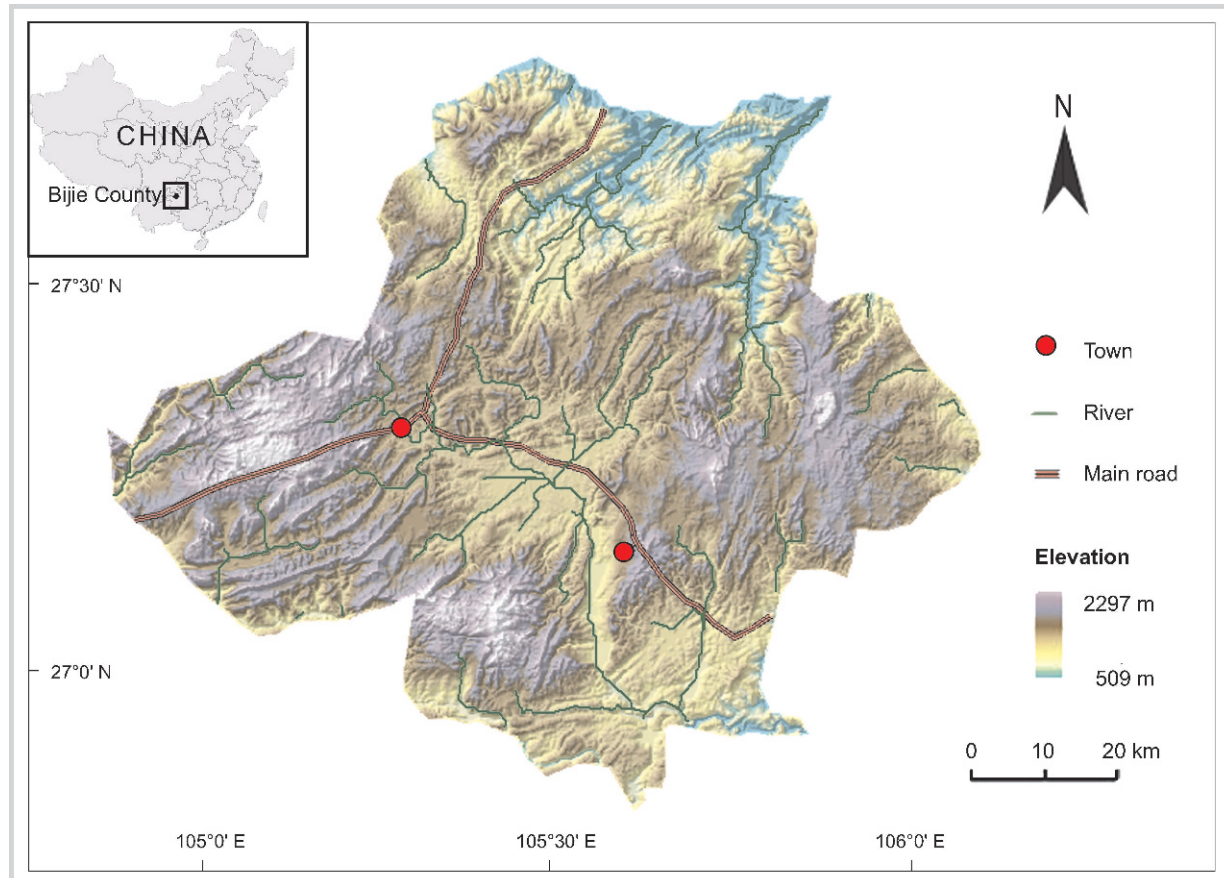 CHINA
Bijie County
N
27°30' N
27°0' N
Town
River
Main road
Elevation
2297 m
509 m
0 10 20 km
105°0' E 105°30' E 106°0' E